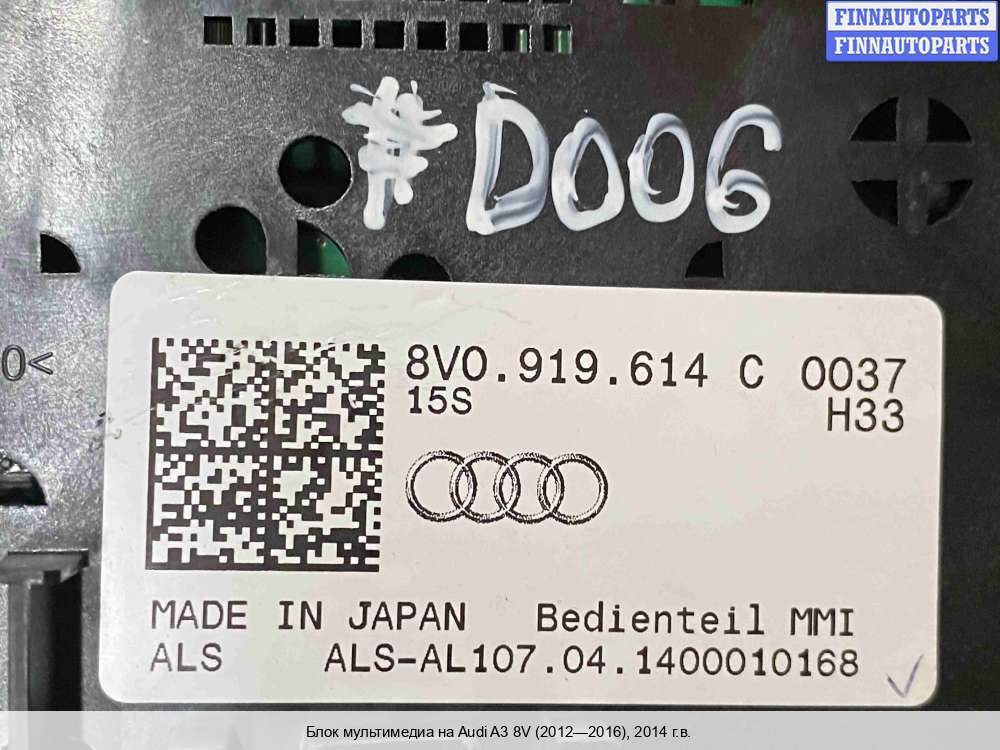 FINNAUTOPARTS
FINNAUTOPARTS
#D006
0<
8V0.919.614 C 0037
15S H33
MADE IN JAPAN Bedienteil MMI
ALS ALS-AL107.04.1400010168
Блок мультимедиа на Audi A3 8V (2012—2016), 2014 г.в.